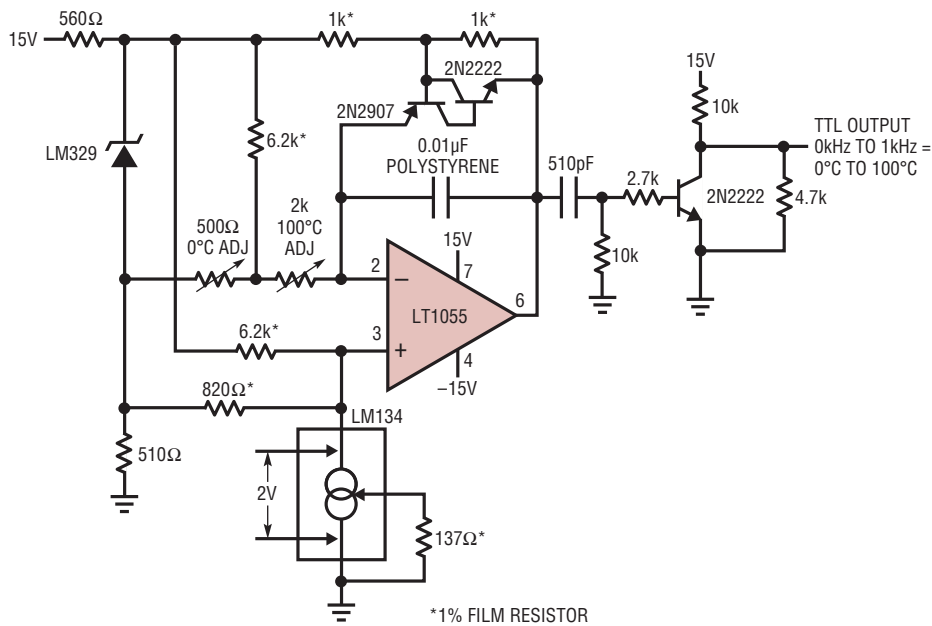 560Ω
1k*
1k*
15V
2N2222
15V
2N2907
10k
LM329
6.2k*
0.01µF
POLYSTYRENE
510pF
TTL OUTPUT
0kHz TO 1kHz =
0°C TO 100°C
2.7k
2N2222
4.7k
500Ω
0°C ADJ
2k
100°C
ADJ
15V
10k
2
7
–
6
LT1055
6.2k*
3
+
4
–15V
820Ω*
LM134
510Ω
2V
137Ω*
*1% FILM RESISTOR